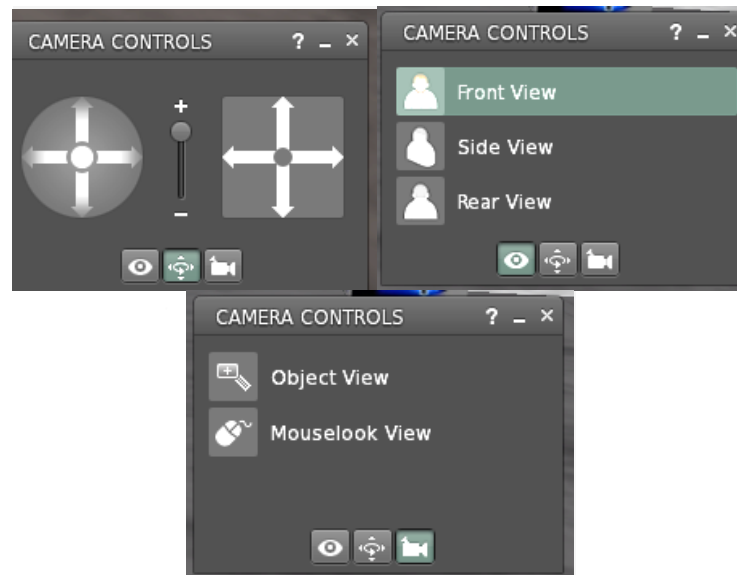 CAMERA CONTROLS ? _ ×
+
−
CAMERA CONTROLS ? _ ×
Front View
Side View
Rear View
CAMERA CONTROLS ? _ ×
Object View
Mouselook View